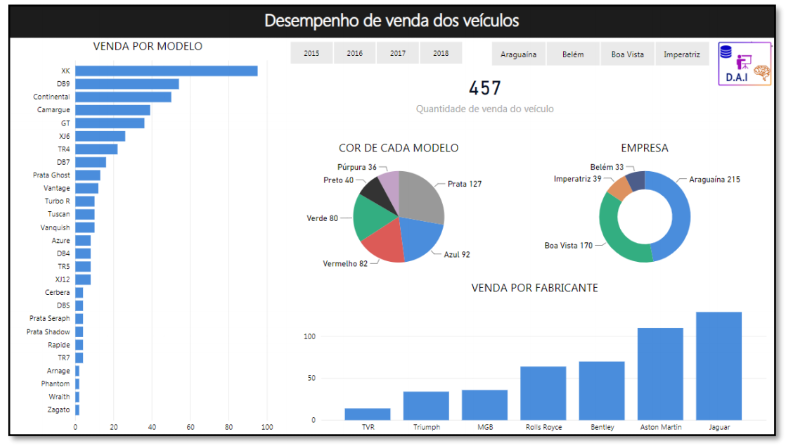 Desempenho de venda dos veículos
VENDA POR MODELO
XK
DB9
Continental
Camargue
GT
XJ6
TR4
DB7
Prata Ghost
Vantage
Turbo R
Tuscan
Vanquish
Azure
DB4
TR5
XJ12
Cerbera
DB5
Prata Seraph
Prata Shadow
Rapide
TR7
Arnage
Phantom
Wraith
Zagato
0 20 40 60 80 100
2015 2016 2017 2018
Araguaína Belém Boa Vista Imperatriz
D.A.I
457
Quantidade de venda do veículo
COR DE CADA MODELO
Púrpura 36
Preto 40
Prata 127
Verde 80
Vermelho 82
Azul 92
EMPRESA
Belém 33
Imperatriz 39
Araguaína 215
Boa Vista 170
VENDA POR FABRICANTE
100
50
0
TVR Triumph MGB Rolls Royce Bentley Aston Martin Jaguar